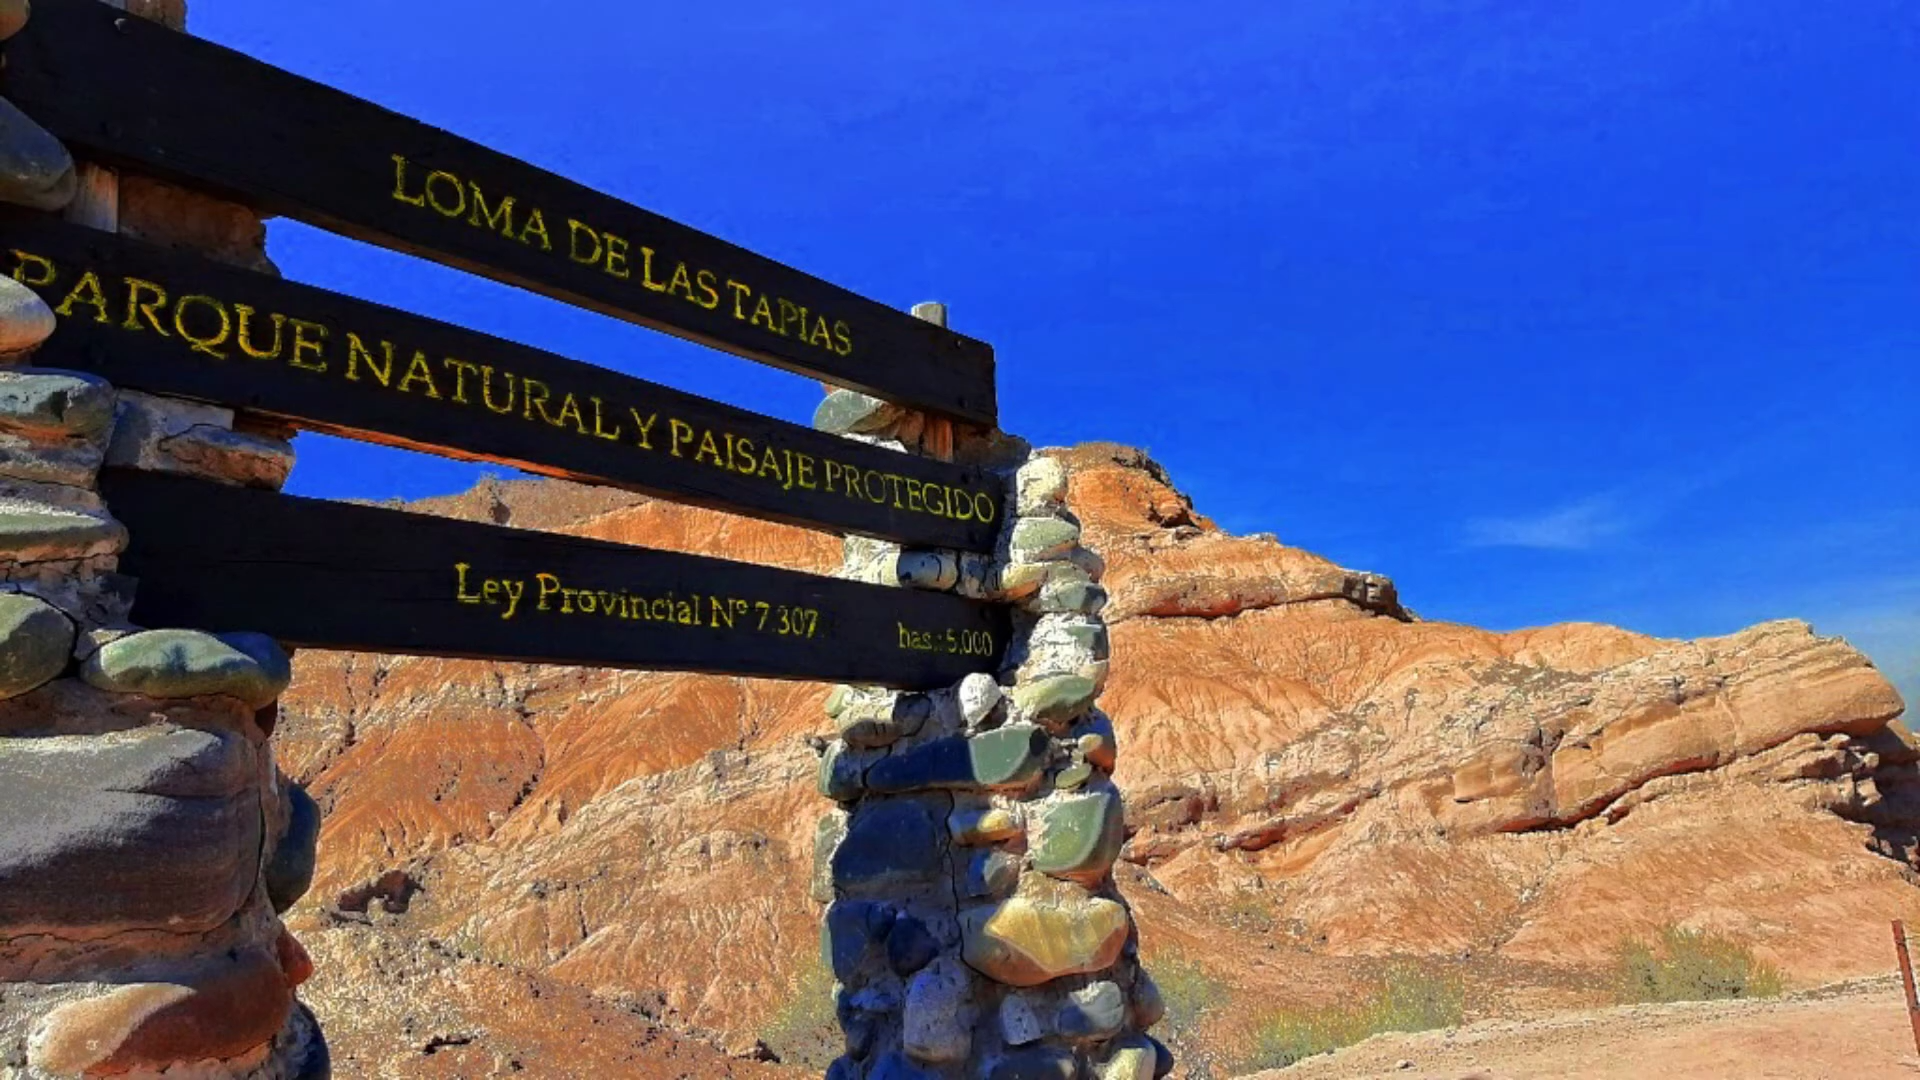 LOMA DE LAS TAPIAS
PARQUE NATURAL Y PAISAJE PROTEGIDO
Ley Provincial Nº 7.307 has.: 5.000